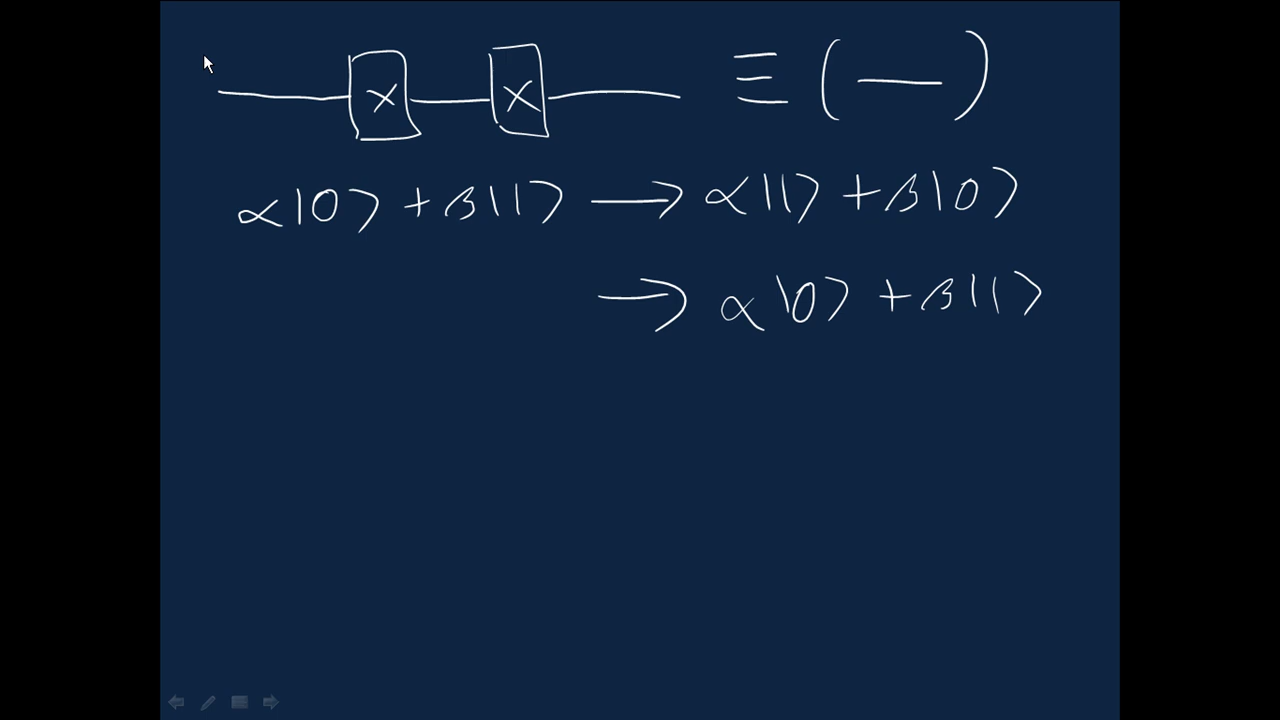 —[X]—[X]— ≡ (—)
α|0⟩ + β|1⟩ → α|1⟩ + β|0⟩
→ α|0⟩ + β|1⟩